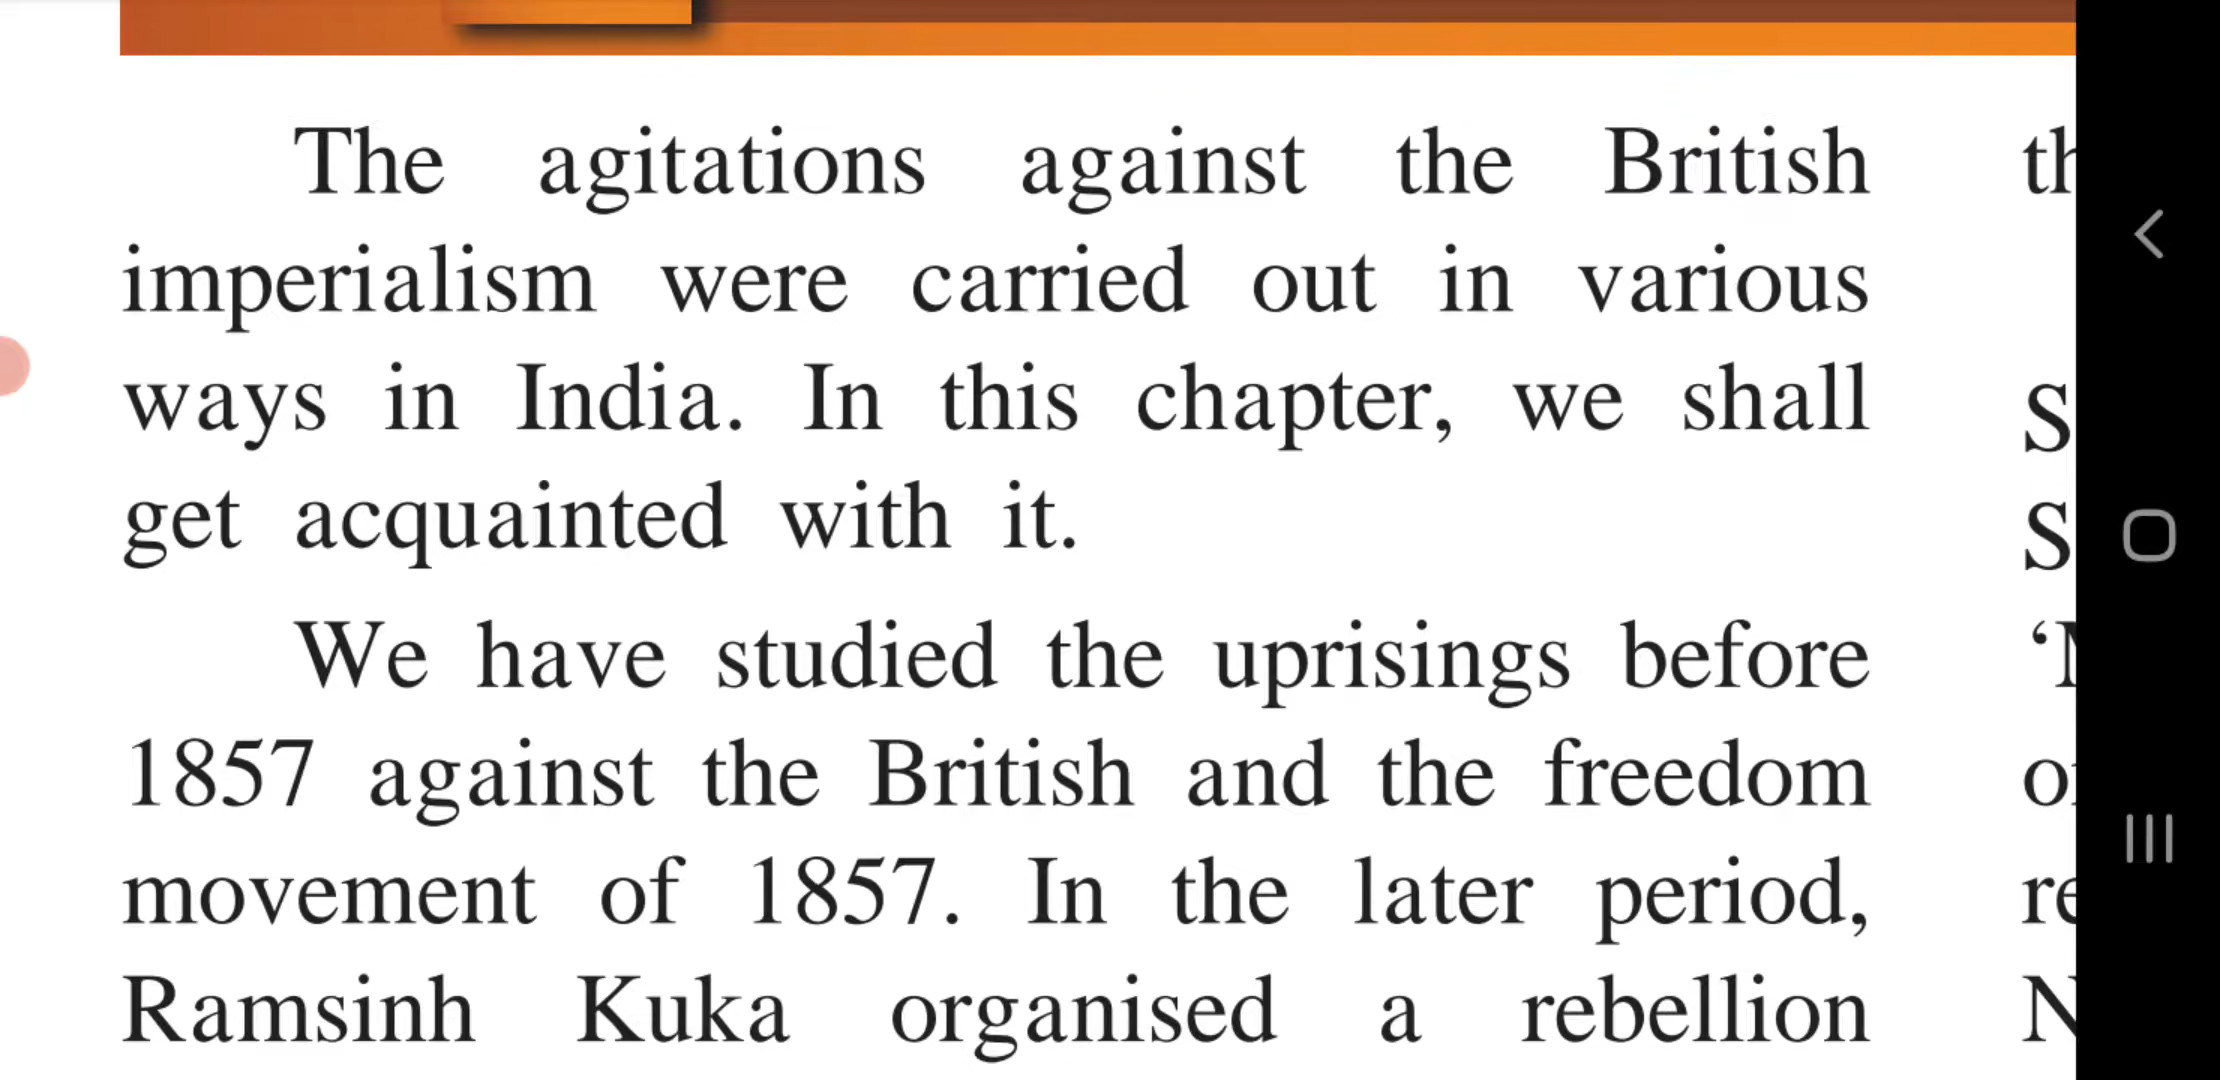 The agitations against the British
imperialism were carried out in various
ways in India. In this chapter, we shall
get acquainted with it.
We have studied the uprisings before
1857 against the British and the freedom
movement of 1857. In the later period,
Ramsinh Kuka organised a rebellion